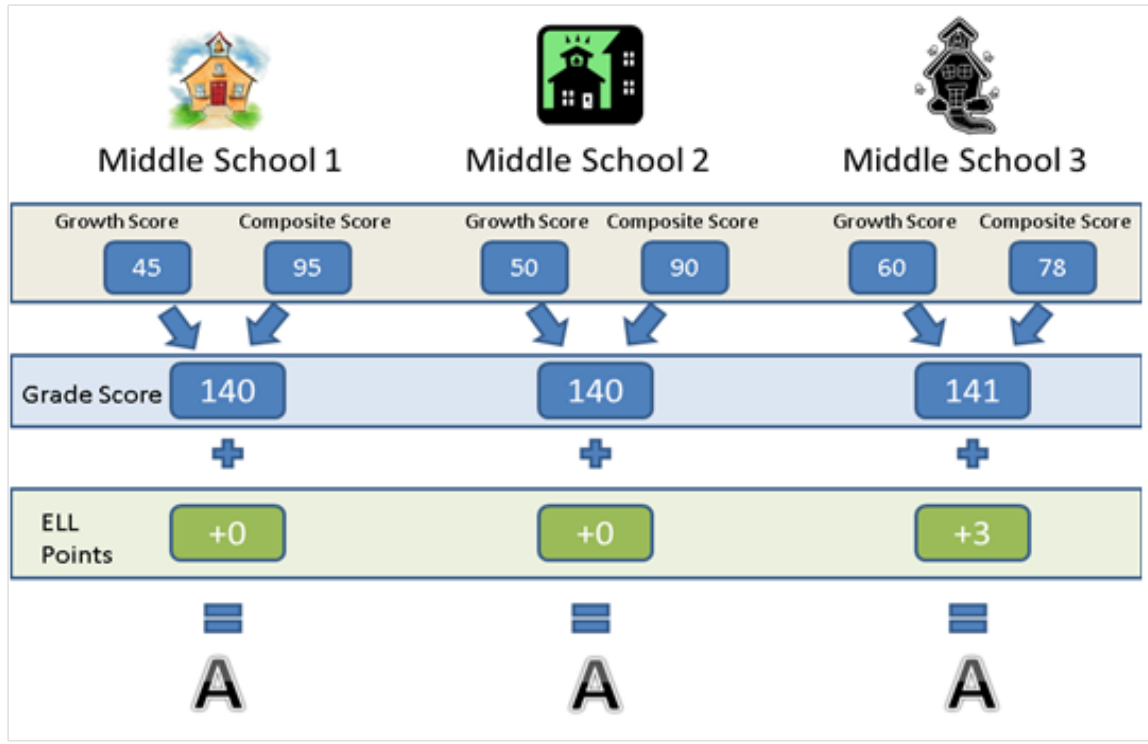 Middle School 1
Middle School 2
Middle School 3
Growth Score
Composite Score
Growth Score
Composite Score
Growth Score
Composite Score
45
95
50
90
60
78
Grade Score
140
140
141
ELL
Points
+0
+0
+3
A
A
A